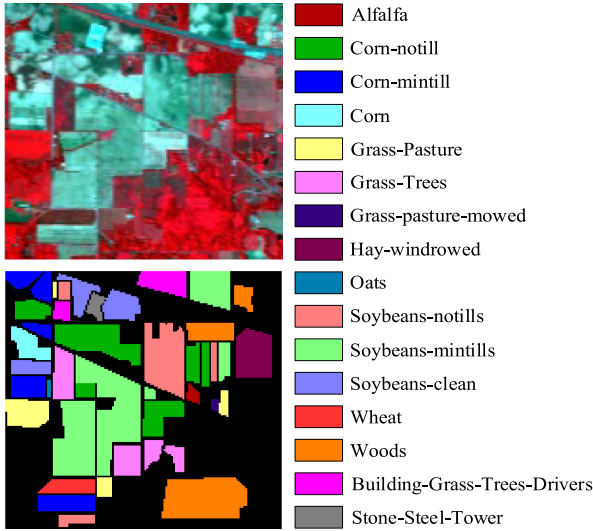 Alfalfa
Corn-notill
Corn-mintill
Corn
Grass-Pasture
Grass-Trees
Grass-pasture-mowed
Hay-windrowed
Oats
Soybeans-notills
Soybeans-mintills
Soybeans-clean
Wheat
Woods
Building-Grass-Trees-Drivers
Stone-Steel-Tower